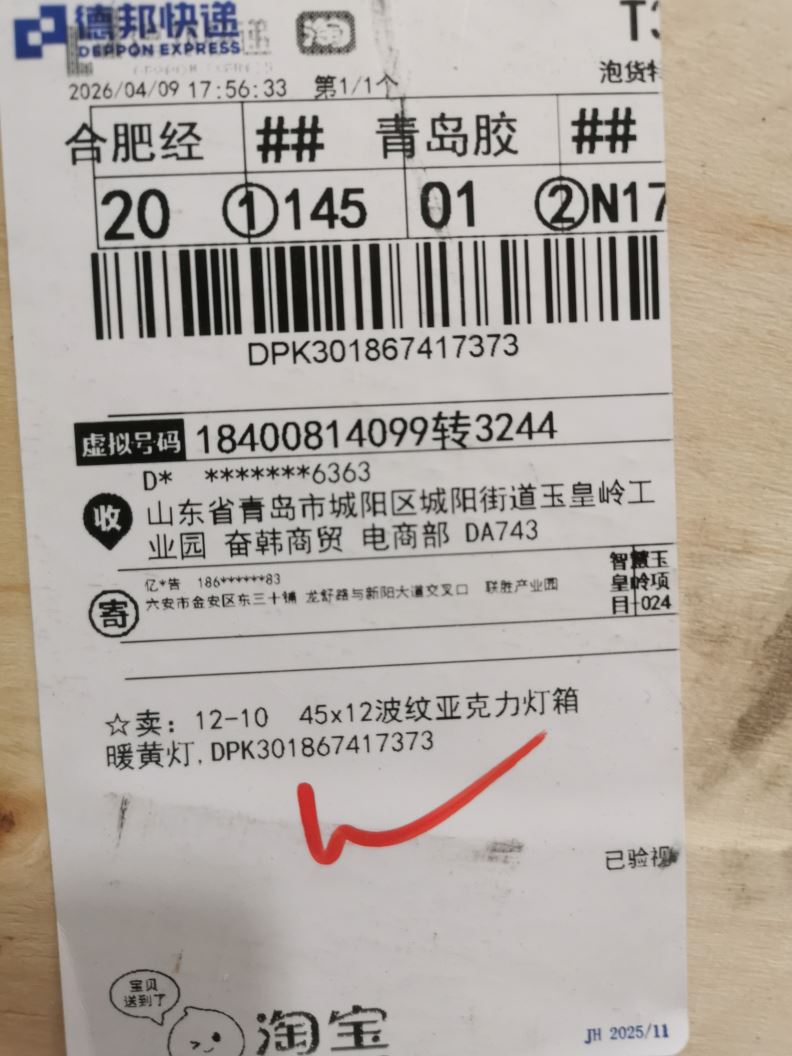 德邦快递
DEPPON EXPRESS
淘
T3
2026/04/09 17:56:33 第1/1个
泡货特
合肥经 ## 青岛胶 ##
20 ①145 01 ②N17
DPK301867417373
虚拟号码 18400814099转3244
D* *******6363
收 山东省青岛市城阳区城阳街道玉皇岭工
业园 奋韩商贸 电商部 DA743
寄 亿*告 186******83
六安市金安区东三十铺 龙舒路与新阳大道交叉口 联胜产业园
智慧玉
皇岭项
目-024
☆卖: 12-10 45x12波纹亚克力灯箱
暖黄灯,DPK301867417373
已验视
宝贝
送到了
淘宝
JH 2025/11